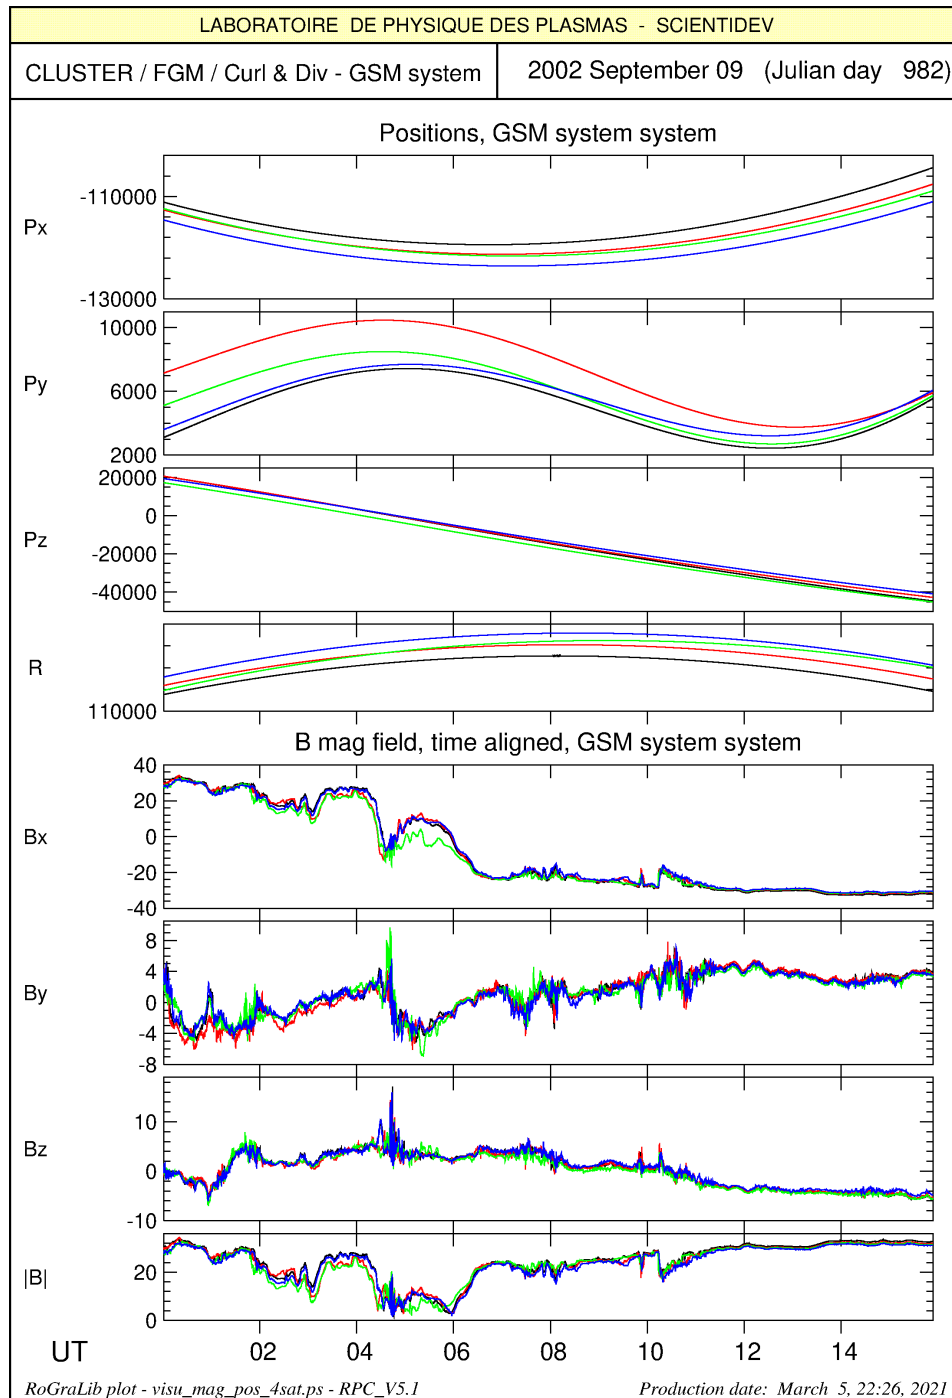 LABORATOIRE DE PHYSIQUE DES PLASMAS - SCIENTIDEV
CLUSTER / FGM / Curl & Div - GSM system
2002 September 09 (Julian day 982)
Positions, GSM system system
-110000
Px
-130000
10000
Py
6000
2000
20000
0
Pz
-20000
-40000
R
110000
B mag field, time aligned, GSM system system
40
20
Bx
0
-20
-40
8
4
By
0
-4
-8
10
Bz
0
-10
20
|B|
0
UT
02 04 06 08 10 12 14
RoGraLib plot - visu_mag_pos_4sat.ps - RPC_V5.1
Production date: March 5, 22:26, 2021